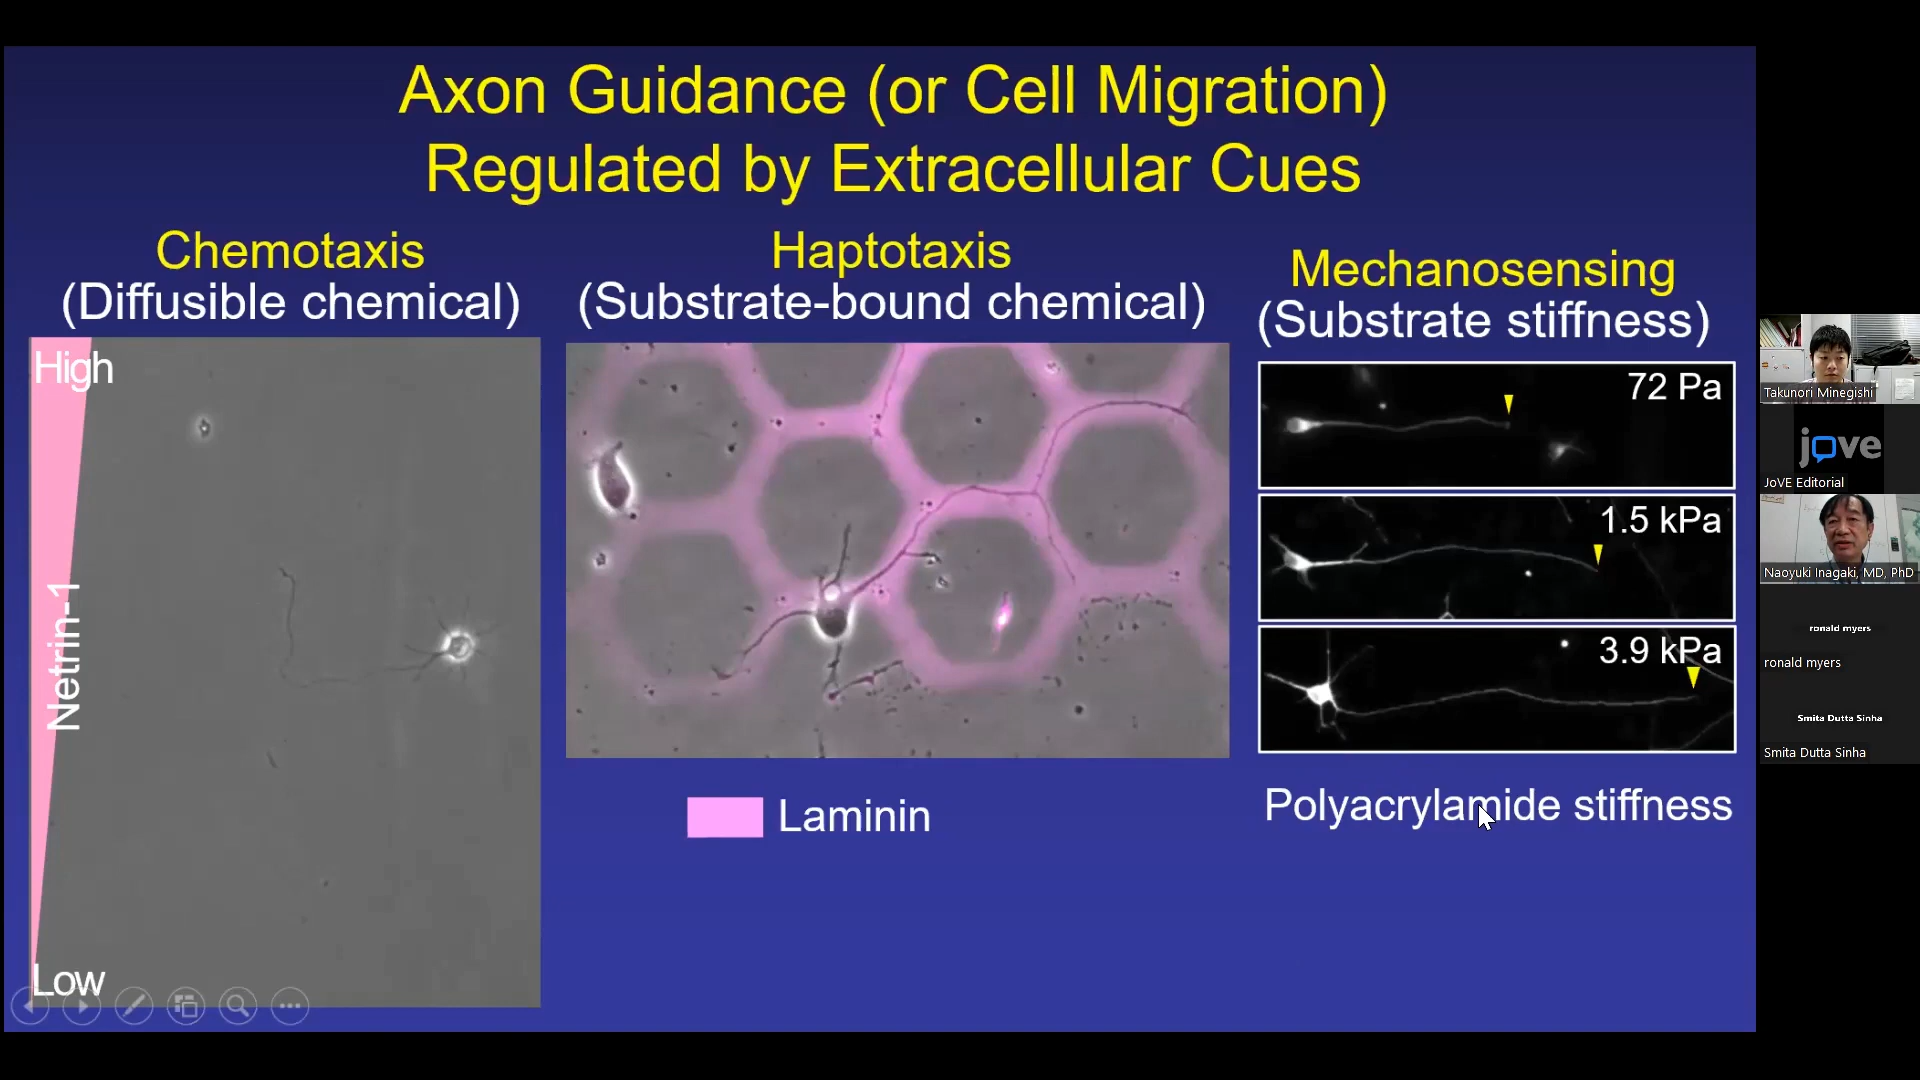 Axon Guidance (or Cell Migration)
Regulated by Extracellular Cues
Chemotaxis
(Diffusible chemical)
High
Netrin-1
Low
Haptotaxis
(Substrate-bound chemical)
Laminin
Mechanosensing
(Substrate stiffness)
72 Pa
1.5 kPa
3.9 kPa
Polyacrylamide stiffness
Takunori Minegishi
jove
JoVE Editorial
Naoyuki Inagaki, MD, PhD
ronald myers
ronald myers
Smita Dutta Sinha
Smita Dutta Sinha